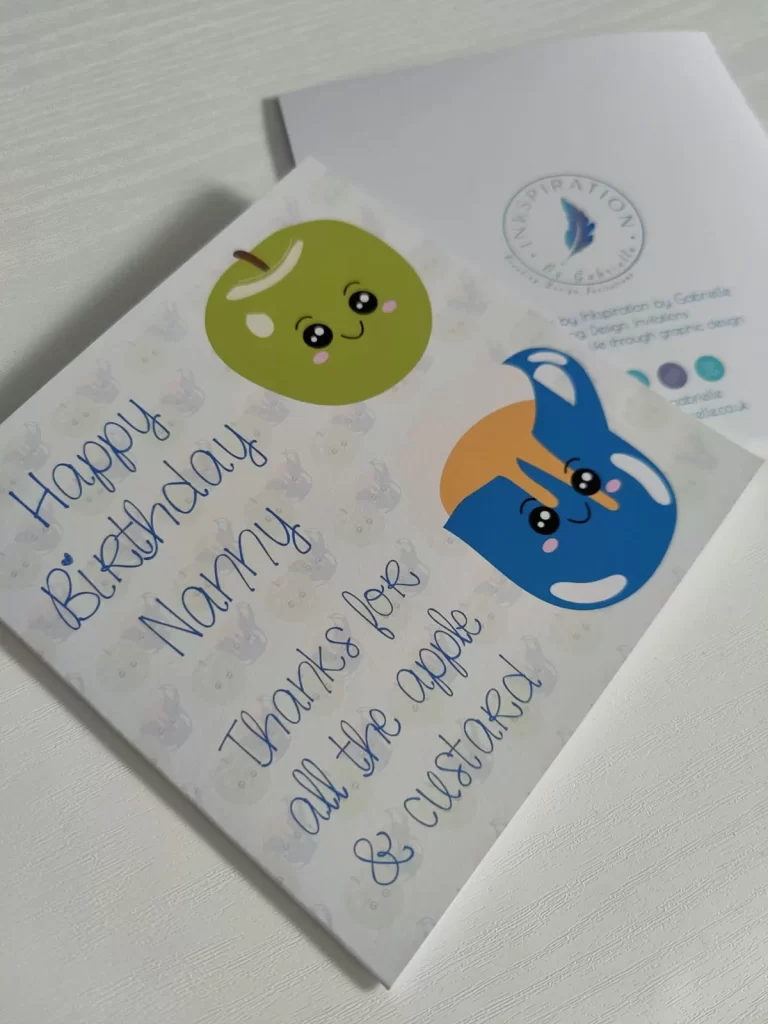 Happy
Birthday
Nanny
Thanks for
all the apple
& custard
INKSPIRATION
By Gabrielle
by Inkspiration by Gabrielle
Design Invitations
through graphic design
gabrielle